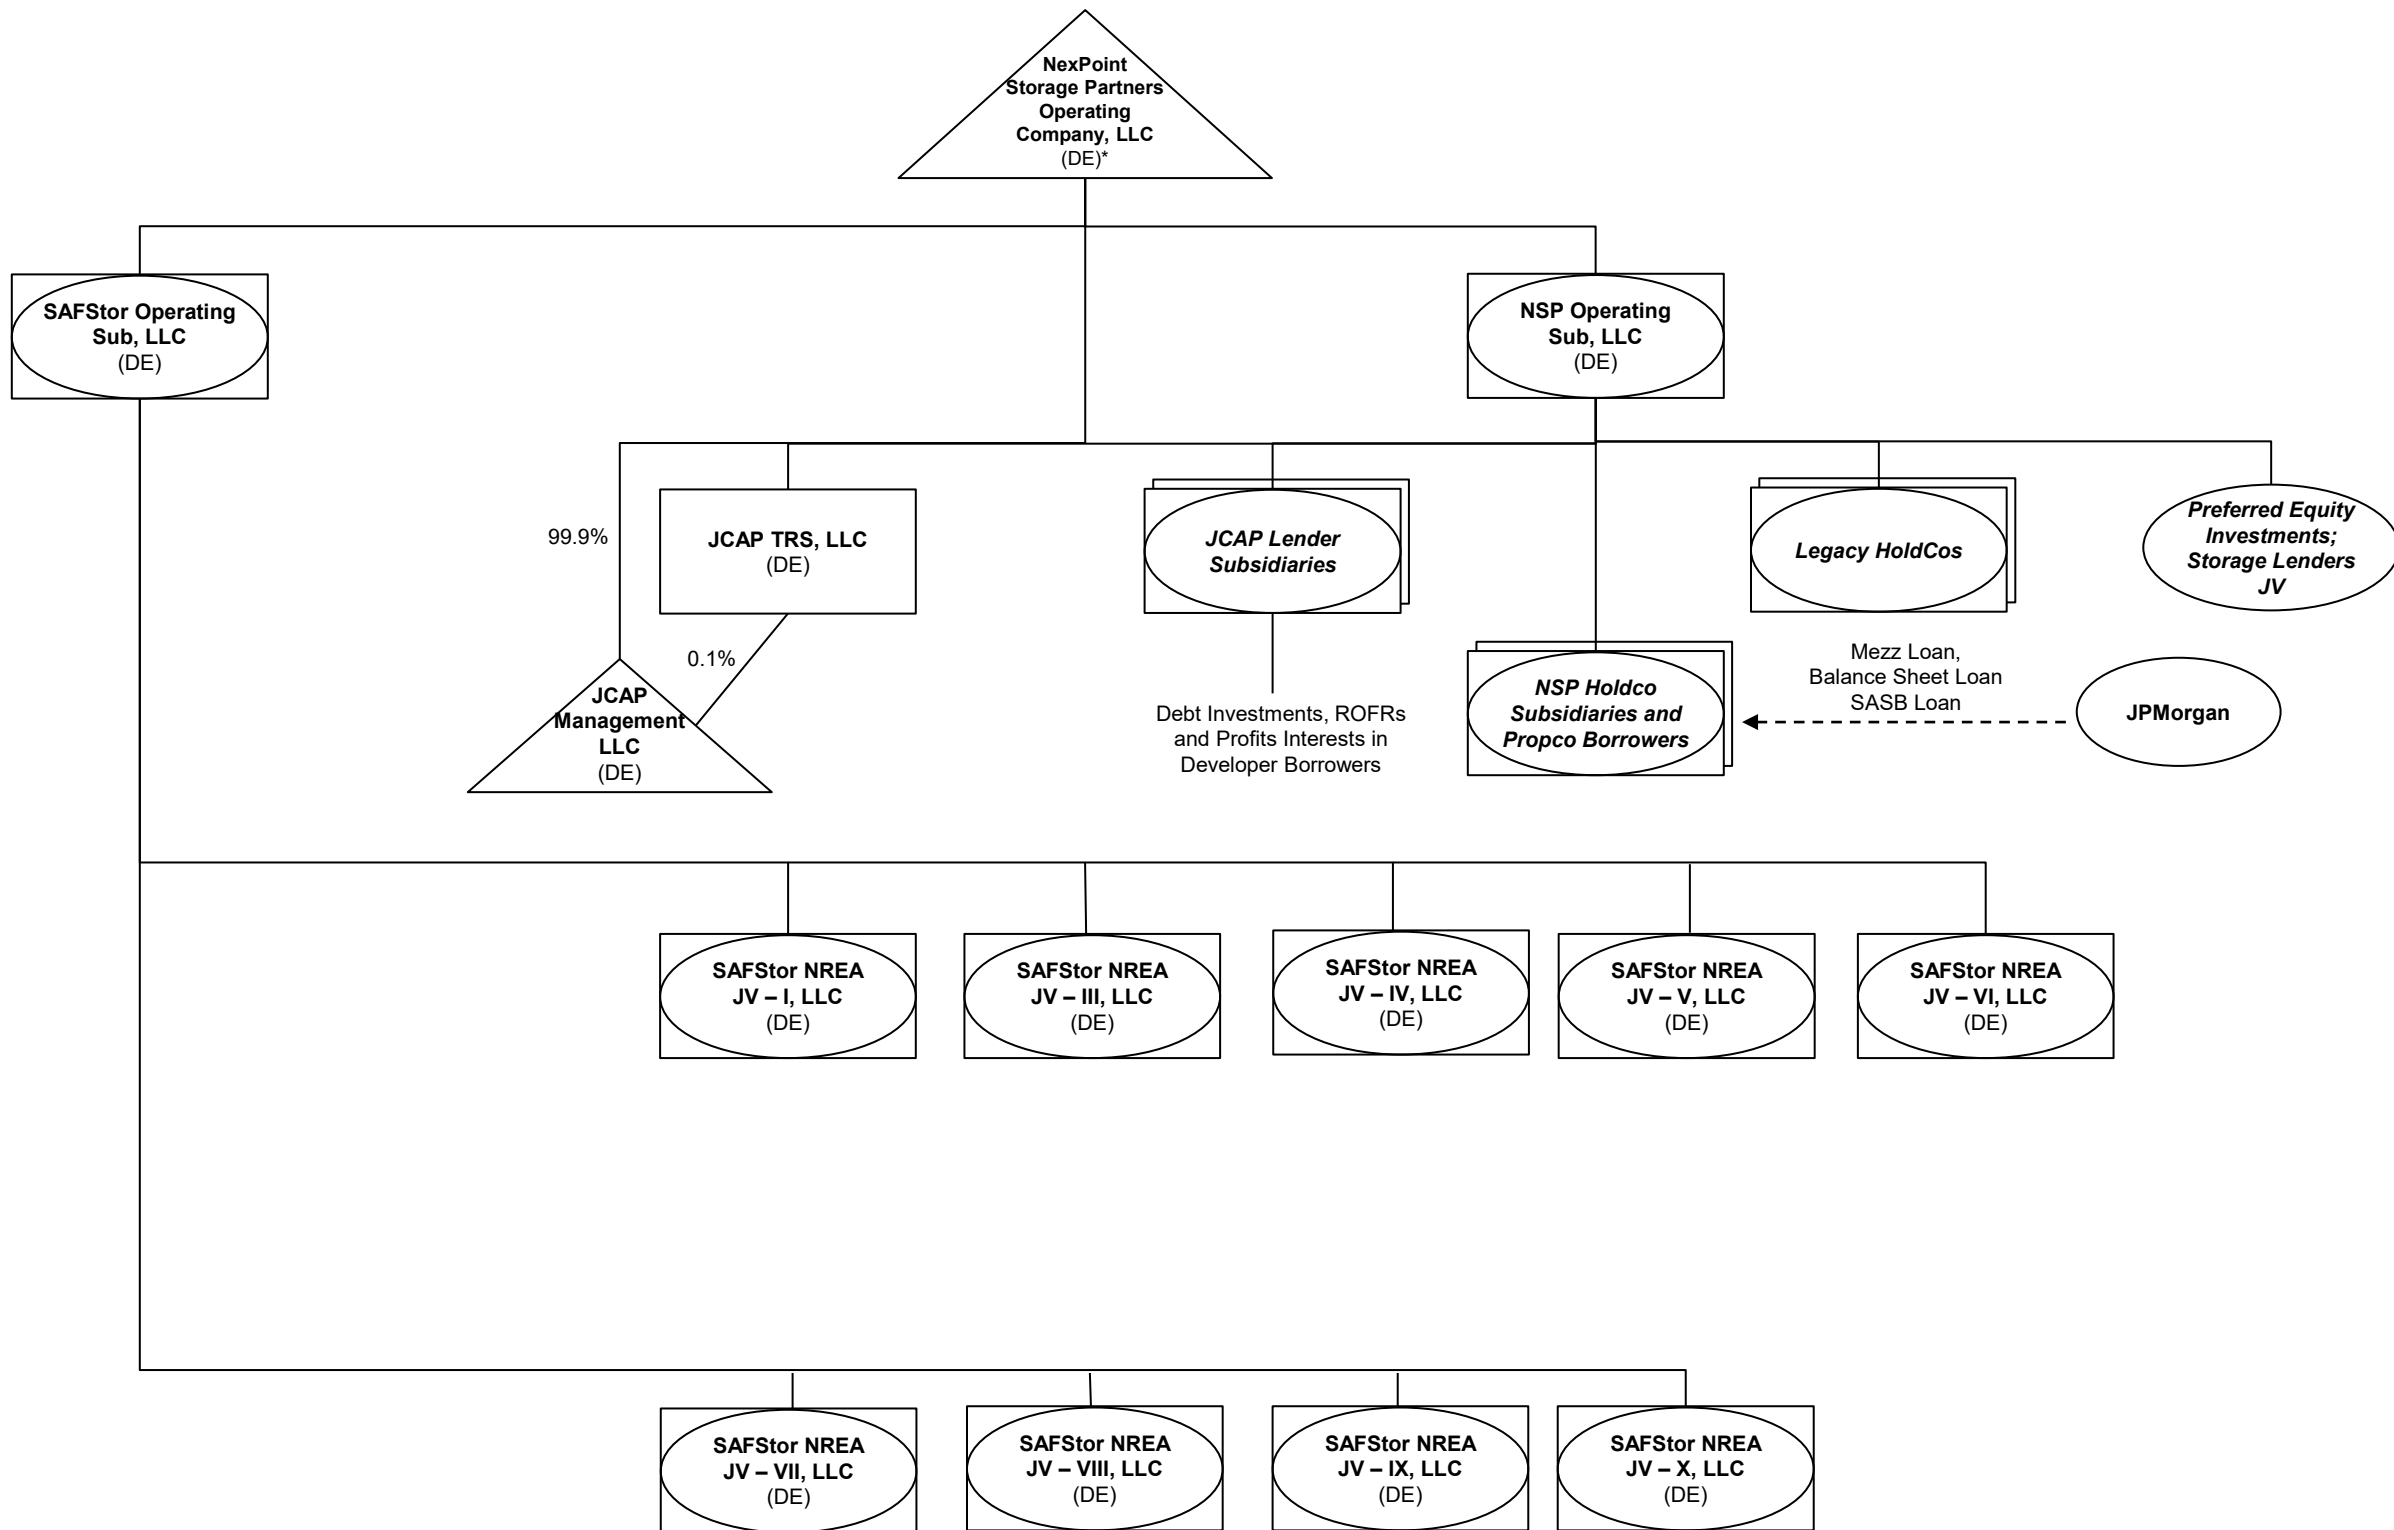 NexPoint
Storage Partners
Operating
Company, LLC
(DE)*
SAFStor Operating
Sub, LLC
(DE)
NSP Operating
Sub, LLC
(DE)
99.9%
JCAP TRS, LLC
(DE)
JCAP Lender
Subsidiaries
Legacy HoldCos
Preferred Equity
Investments;
Storage Lenders
JV
0.1%
JCAP
Management
LLC
(DE)
Debt Investments, ROFRs
and Profits Interests in
Developer Borrowers
NSP Holdco
Subsidiaries and
Propco Borrowers
Mezz Loan,
Balance Sheet Loan
SASB Loan
JPMorgan
SAFStor NREA
JV – I, LLC
(DE)
SAFStor NREA
JV – III, LLC
(DE)
SAFStor NREA
JV – IV, LLC
(DE)
SAFStor NREA
JV – V, LLC
(DE)
SAFStor NREA
JV – VI, LLC
(DE)
SAFStor NREA
JV – VII, LLC
(DE)
SAFStor NREA
JV – VIII, LLC
(DE)
SAFStor NREA
JV – IX, LLC
(DE)
SAFStor NREA
JV – X, LLC
(DE)